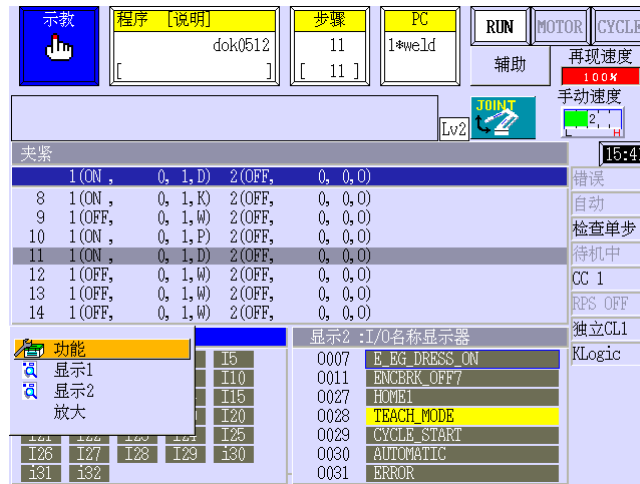 示教
程序 [说明]
dok0512
[ ]
步骤
11
[ 11 ]
PC
1*weld
RUN
MOTOR
CYCLE
辅助
再现速度
100%
手动速度
2
L H
Lv2
JOINT
夹紧
15:41
1(ON , 0, 1,D) 2(OFF, 0, 0,O)
8 1(ON , 0, 1,K) 2(OFF, 0, 0,O)
9 1(OFF, 0, 1,W) 2(OFF, 0, 0,O)
10 1(ON , 0, 1,P) 2(OFF, 0, 0,O)
11 1(ON , 0, 1,D) 2(OFF, 0, 0,O)
12 1(OFF, 0, 1,W) 2(OFF, 0, 0,O)
13 1(OFF, 0, 1,W) 2(OFF, 0, 0,O)
14 1(OFF, 0, 1,W) 2(OFF, 0, 0,O)
错误
自动
检查单步
待机中
CC 1
RPS OFF
独立CL1
KLogic
功能
显示1
显示2
放大
I5
I10
I15
I20
I21 I22 I23 I24 I25
I26 I27 I28 I29 i30
i31 i32
显示2 :I/O名称显示器
0007 E_EG_DRESS_ON
0011 ENCBRK_OFF7
0027 HOME1
0028 TEACH_MODE
0029 CYCLE_START
0030 AUTOMATIC
0031 ERROR